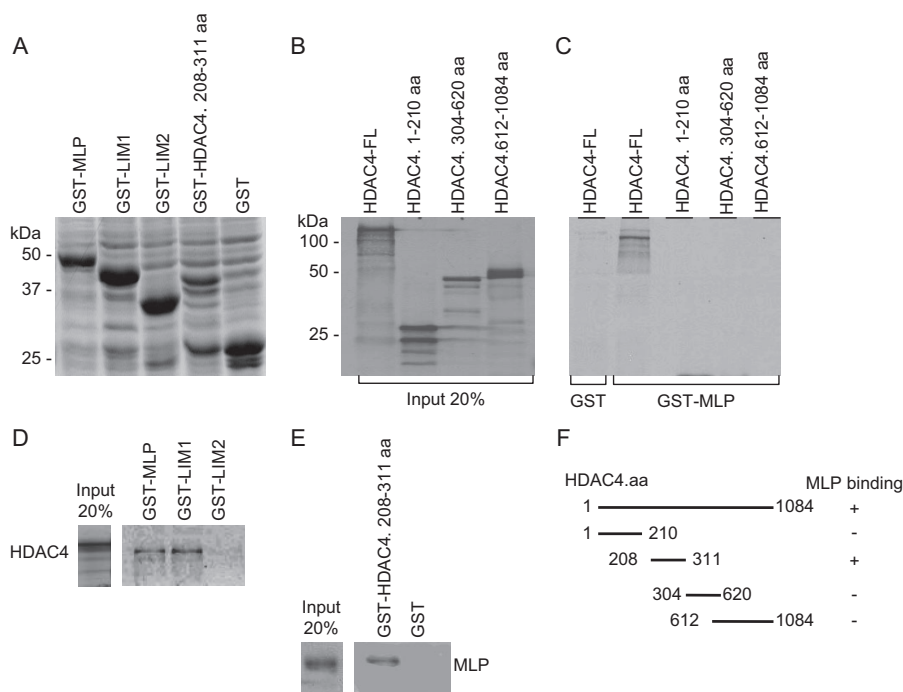 A
GST-MLP
GST-LIM1
GST-LIM2
GST-HDAC4. 208-311 aa
GST
kDa
50 -
37 -
25 -
B
HDAC4-FL
HDAC4. 1-210 aa
HDAC4. 304-620 aa
HDAC4.612-1084 aa
kDa
100 -
50 -
25 -
Input 20%
C
HDAC4-FL
HDAC4-FL
HDAC4. 1-210 aa
HDAC4. 304-620 aa
HDAC4.612-1084 aa
GST
GST-MLP
D
Input
20%
GST-MLP
GST-LIM1
GST-LIM2
HDAC4
E
Input
20%
GST-HDAC4. 208-311 aa
GST
MLP
F
HDAC4.aa
MLP binding
1 1084 +
1 210 -
208 311 +
304 620 -
612 1084 -